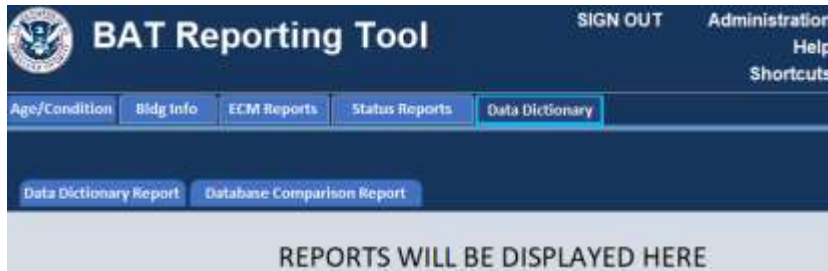 BAT Reporting Tool
SIGN OUT
Administration
Help
Shortcuts
Age/Condition Bldg Info ECM Reports Status Reports Data Dictionary
Data Dictionary Report Database Comparison Report
REPORTS WILL BE DISPLAYED HERE